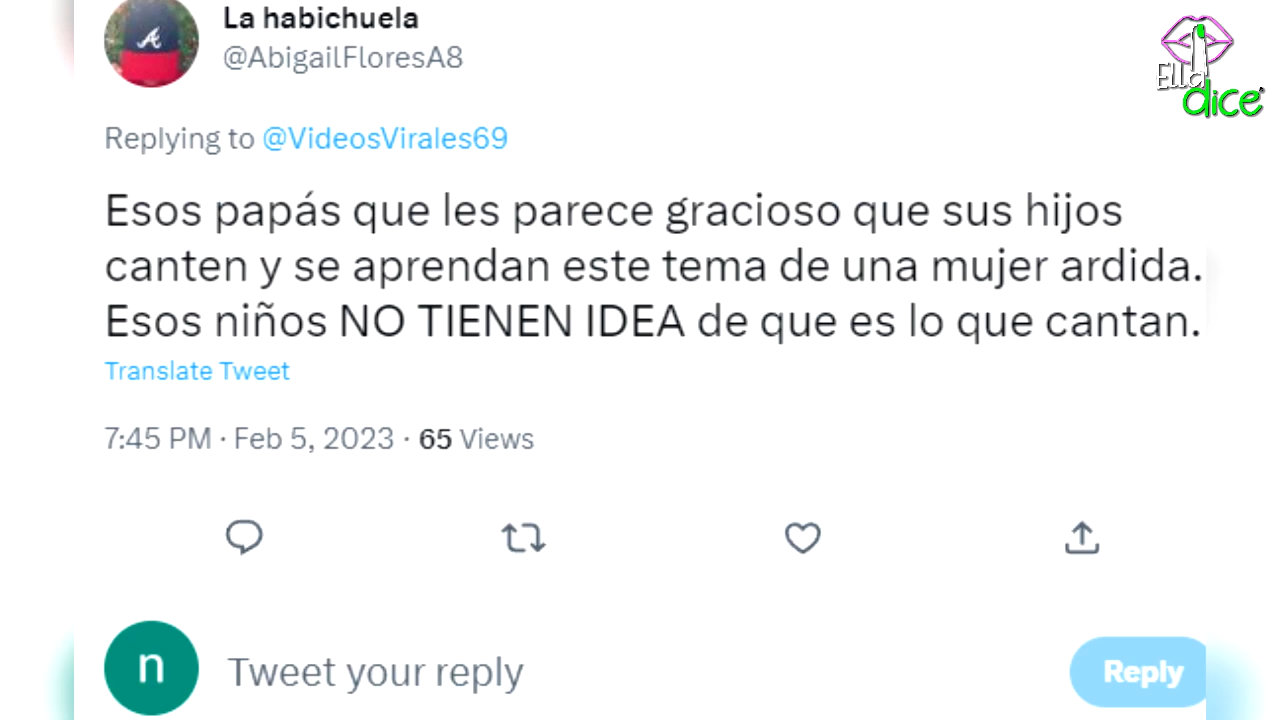 La habichuela
@AbigailFloresA8
Ella
dice
Replying to @VideosVirales69
Esos papás que les parece gracioso que sus hijos
canten y se aprendan este tema de una mujer ardida.
Esos niños NO TIENEN IDEA de que es lo que cantan.
Translate Tweet
7:45 PM · Feb 5, 2023 · 65 Views
n
Tweet your reply
Reply